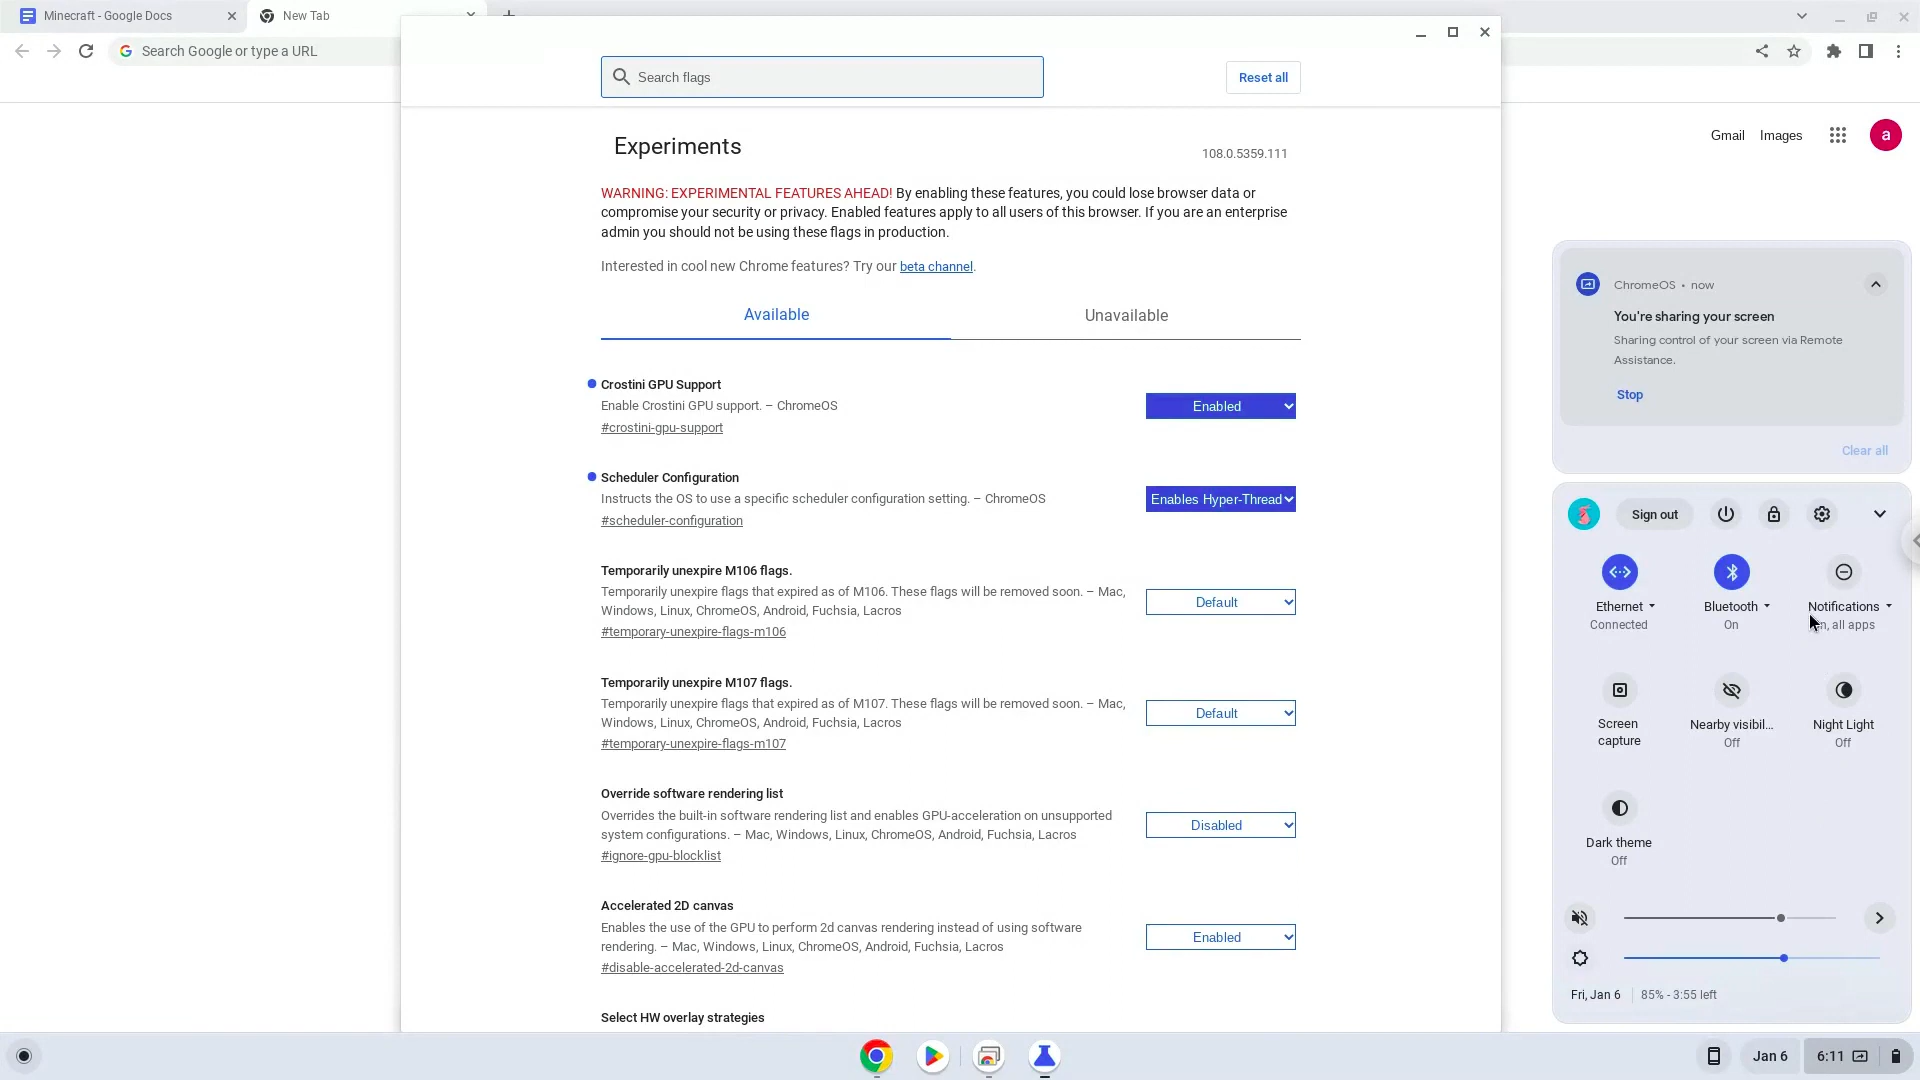 Minecraft - Google Docs
New Tab
Search Google or type a URL
Search flags
Reset all
Gmail
Images
a
Experiments
108.0.5359.111
WARNING: EXPERIMENTAL FEATURES AHEAD! By enabling these features, you could lose browser data or
compromise your security or privacy. Enabled features apply to all users of this browser. If you are an enterprise
admin you should not be using these flags in production.
Interested in cool new Chrome features? Try our beta channel.
Available
Unavailable
Crostini GPU Support
Enable Crostini GPU support. – ChromeOS
#crostini-gpu-support
Enabled
Scheduler Configuration
Instructs the OS to use a specific scheduler configuration setting. – ChromeOS
#scheduler-configuration
Enables Hyper-Thread
Temporarily unexpire M106 flags.
Temporarily unexpire flags that expired as of M106. These flags will be removed soon. – Mac,
Windows, Linux, ChromeOS, Android, Fuchsia, Lacros
#temporary-unexpire-flags-m106
Default
Temporarily unexpire M107 flags.
Temporarily unexpire flags that expired as of M107. These flags will be removed soon. – Mac,
Windows, Linux, ChromeOS, Android, Fuchsia, Lacros
#temporary-unexpire-flags-m107
Default
Override software rendering list
Overrides the built-in software rendering list and enables GPU-acceleration on unsupported
system configurations. – Mac, Windows, Linux, ChromeOS, Android, Fuchsia, Lacros
#ignore-gpu-blocklist
Disabled
Accelerated 2D canvas
Enables the use of the GPU to perform 2d canvas rendering instead of using software
rendering. – Mac, Windows, Linux, ChromeOS, Android, Fuchsia, Lacros
#disable-accelerated-2d-canvas
Enabled
Select HW overlay strategies
ChromeOS • now
You're sharing your screen
Sharing control of your screen via Remote
Assistance.
Stop
Clear all
Sign out
Ethernet
Connected
Bluetooth
On
Notifications
all apps
Screen
capture
Nearby visibil...
Off
Night Light
Off
Dark theme
Off
Fri, Jan 6
85% - 3:55 left
Jan 6
6:11